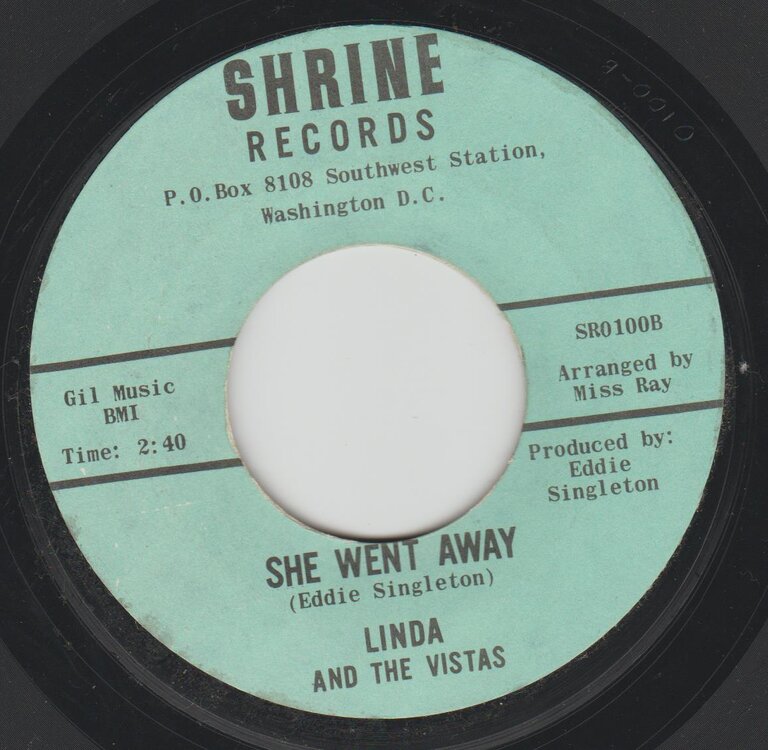 SHRINE
RECORDS
P.O.Box 8108 Southwest Station,
Washington D.C.
SR0100B
Arranged by
Miss Ray
Gil Music
BMI
Time: 2:40
Produced by:
Eddie
Singleton
SHE WENT AWAY
(Eddie Singleton)
LINDA
AND THE VISTAS